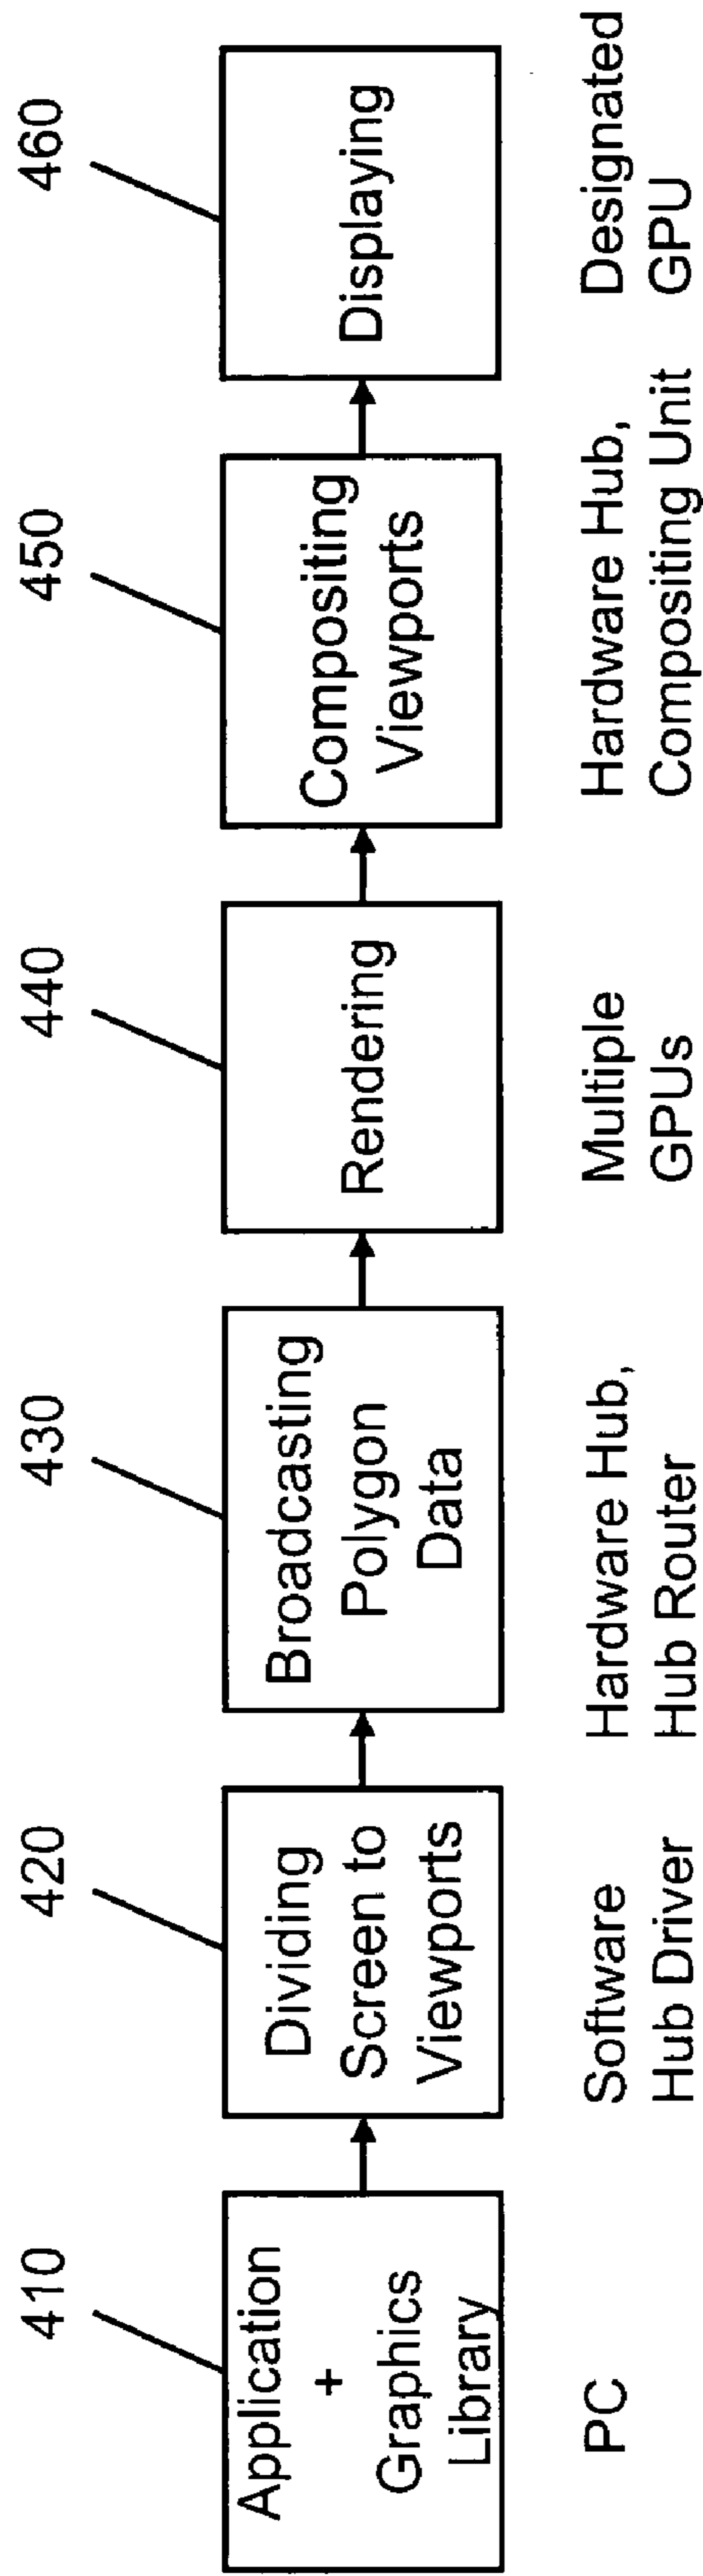 410
420
430
440
450
460
Application
+
Graphics
Library
Dividing
Screen to
Viewports
Broadcasting
Polygon
Data
Rendering
Compositing
Viewports
Displaying
PC
Software
Hub Driver
Hardware Hub,
Hub Router
Multiple
GPUs
Hardware Hub,
Compositing Unit
Designated
GPU